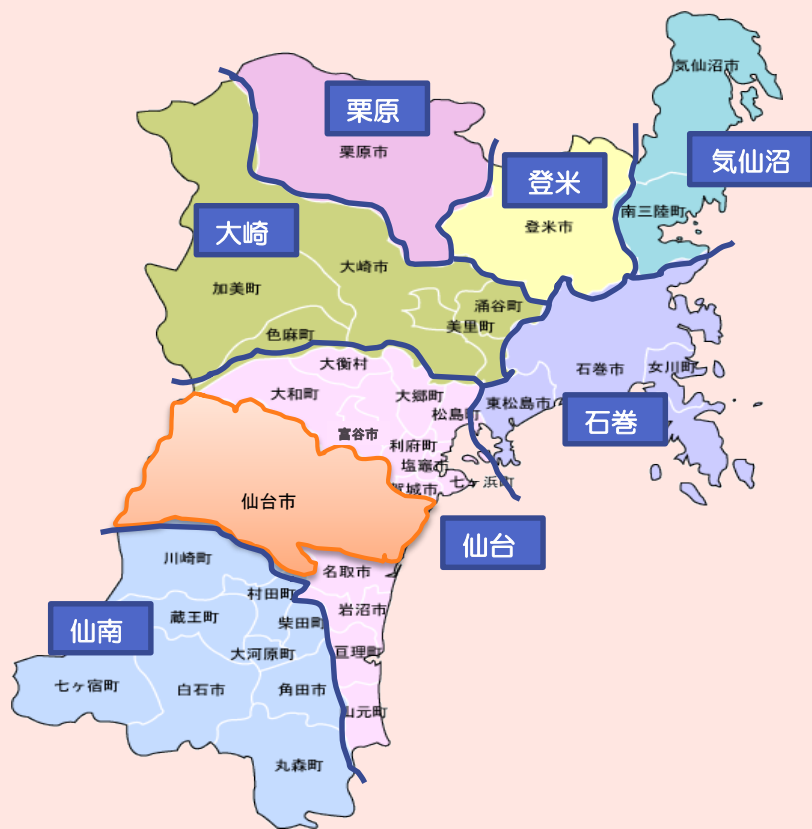 気仙沼市
栗原
栗原市
気仙沼
登米
南三陸町
登米市
大崎
大崎市
加美町
涌谷町
美里町
色麻町
大衡村
石巻市
女川町
大和町
大郷町
東松島市
松島町
石巻
富谷市
利府町
塩竈市
七ヶ浜町
賀城市
仙台市
仙台
川崎町
名取市
村田町
岩沼市
蔵王町
柴田町
仙南
大河原町
亘理町
七ヶ宿町
白石市
角田市
山元町
丸森町